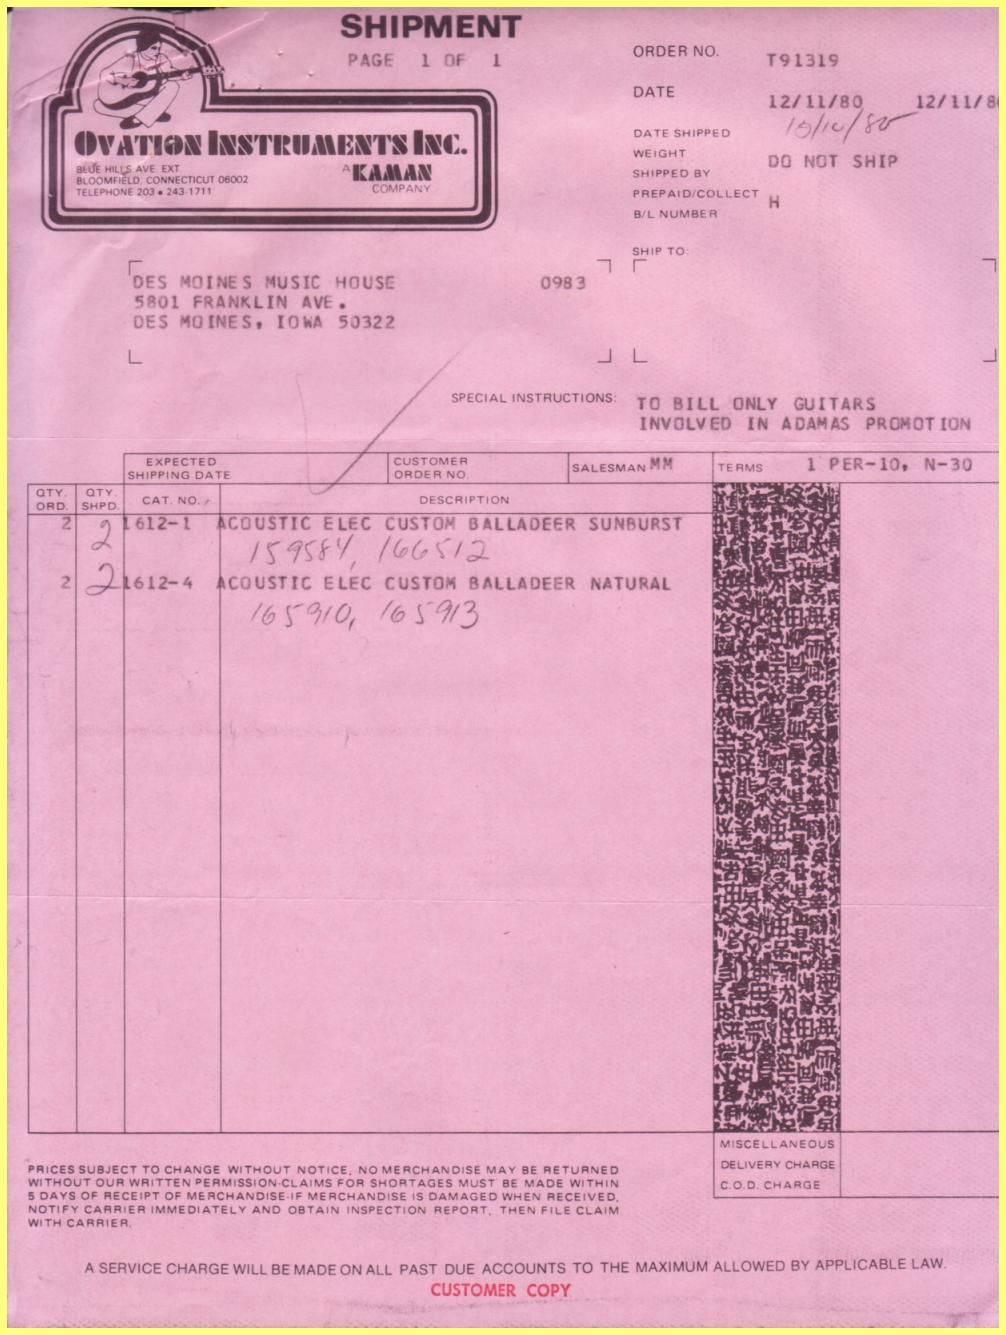 SHIPMENT
PAGE 1 OF 1
OVATION INSTRUMENTS INC.
BLUE HILLS AVE. EXT
BLOOMFIELD, CONNECTICUT 06002
TELEPHONE 203 • 243-1711
A KAMAN COMPANY
ORDER NO. T91319
DATE 12/11/80 12/11/8
DATE SHIPPED
WEIGHT DO NOT SHIP
SHIPPED BY
PREPAID/COLLECT H
B/L NUMBER
SHIP TO:
DES MOINES MUSIC HOUSE 0983
5801 FRANKLIN AVE.
DES MOINES, IOWA 50322
SPECIAL INSTRUCTIONS: TO BILL ONLY GUITARS
INVOLVED IN ADAMAS PROMOTION
EXPECTED SHIPPING DATE CUSTOMER ORDER NO. SALESMAN MM TERMS 1 PER-10, N-30
QTY. ORD. QTY. SHPD. CAT. NO. DESCRIPTION
2 2 1612-1 ACOUSTIC ELEC CUSTOM BALLADEER SUNBURST
159584, 166512
2 2 1612-4 ACOUSTIC ELEC CUSTOM BALLADEER NATURAL
165910, 165913
MISCELLANEOUS
DELIVERY CHARGE
C.O.D. CHARGE
PRICES SUBJECT TO CHANGE WITHOUT NOTICE, NO MERCHANDISE MAY BE RETURNED
WITHOUT OUR WRITTEN PERMISSION-CLAIMS FOR SHORTAGES MUST BE MADE WITHIN
5 DAYS OF RECEIPT OF MERCHANDISE-IF MERCHANDISE IS DAMAGED WHEN RECEIVED,
NOTIFY CARRIER IMMEDIATELY AND OBTAIN INSPECTION REPORT, THEN FILE CLAIM
WITH CARRIER.
A SERVICE CHARGE WILL BE MADE ON ALL PAST DUE ACCOUNTS TO THE MAXIMUM ALLOWED BY APPLICABLE LAW.
CUSTOMER COPY